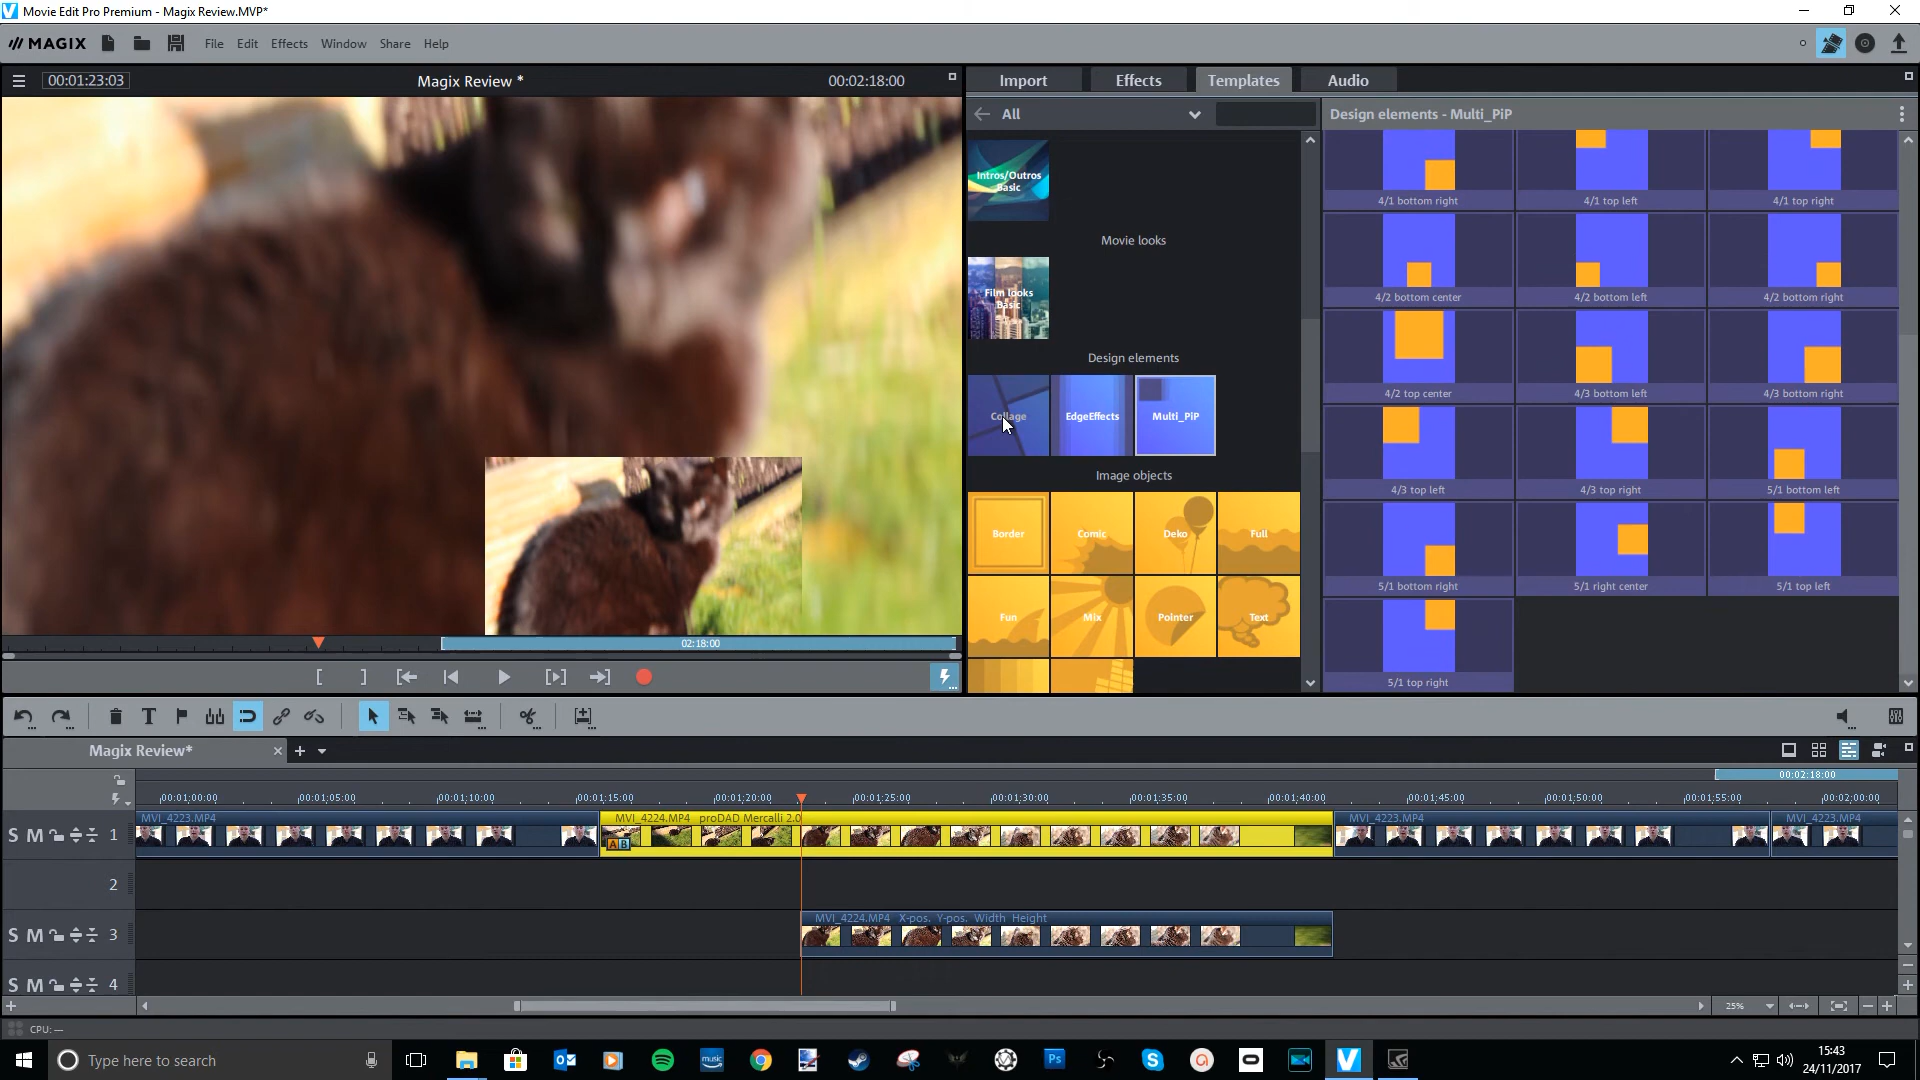 Movie Edit Pro Premium - Magix Review.MVP*
MAGIX File Edit Effects Window Share Help
00:01:23:03 Magix Review * 00:02:18:00
Import Effects Templates Audio
All
Design elements - Multi_PiP
Intros/Outros Basic
Movie looks
Film looks Basic
Design elements
Collage EdgeEffects Multi_PiP
Image objects
Border Comic Deko Full
Fun Mix Pointer Text
4/1 bottom right 4/1 top left 4/1 top right
4/2 bottom center 4/2 bottom left 4/2 bottom right
4/2 top center 4/3 bottom left 4/3 bottom right
4/3 top left 4/3 top right 5/1 bottom left
5/1 bottom right 5/1 right center 5/1 top left
5/1 top right
02:18:00
Magix Review*
00:02:18:00
00:01:00:00 00:01:05:00 00:01:10:00 00:01:15:00 00:01:20:00 00:01:25:00 00:01:30:00 00:01:35:00 00:01:40:00 00:01:45:00 00:01:50:00 00:01:55:00 00:02:00:00
S M 1
MVI_4223.MP4 MVI_4224.MP4 proDAD Mercalli 2.0 MVI_4223.MP4 MVI_4223.MP4
A B
2
S M 3
MVI_4224.MP4 X-pos. Y-pos. Width Height
S M 4
25%
CPU: —
Type here to search
music
Ps
15:43
24/11/2017